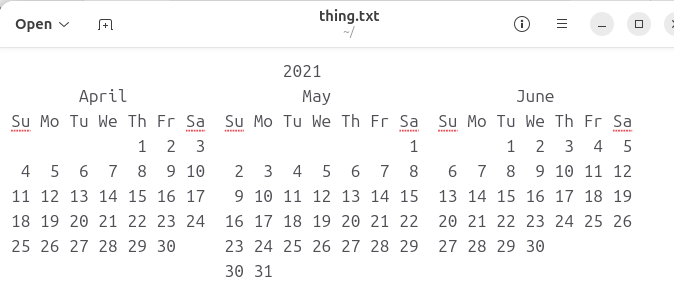 Open
thing.txt
~/
                            2021
       April                  May                   June
Su Mo Tu We Th Fr Sa  Su Mo Tu We Th Fr Sa  Su Mo Tu We Th Fr Sa
             1  2  3                     1         1  2  3  4  5
 4  5  6  7  8  9 10   2  3  4  5  6  7  8   6  7  8  9 10 11 12
11 12 13 14 15 16 17   9 10 11 12 13 14 15  13 14 15 16 17 18 19
18 19 20 21 22 23 24  16 17 18 19 20 21 22  20 21 22 23 24 25 26
25 26 27 28 29 30     23 24 25 26 27 28 29  27 28 29 30
                      30 31